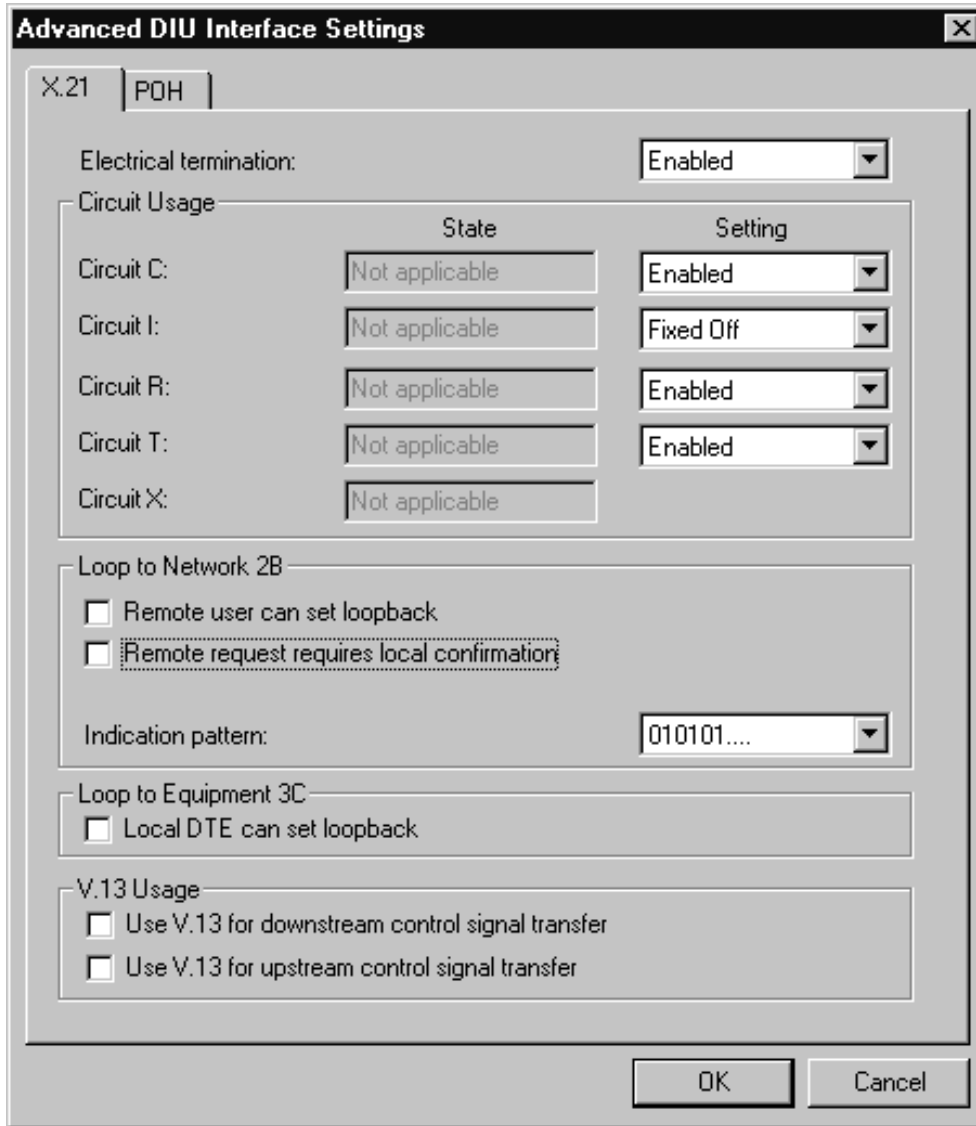 Advanced DIU Interface Settings
X.21 POH
Electrical termination: Enabled
Circuit Usage
State Setting
Circuit C: Not applicable Enabled
Circuit I: Not applicable Fixed Off
Circuit R: Not applicable Enabled
Circuit T: Not applicable Enabled
Circuit X: Not applicable
Loop to Network 2B
Remote user can set loopback
Remote request requires local confirmation
Indication pattern: 010101....
Loop to Equipment 3C
Local DTE can set loopback
V.13 Usage
Use V.13 for downstream control signal transfer
Use V.13 for upstream control signal transfer
OK Cancel